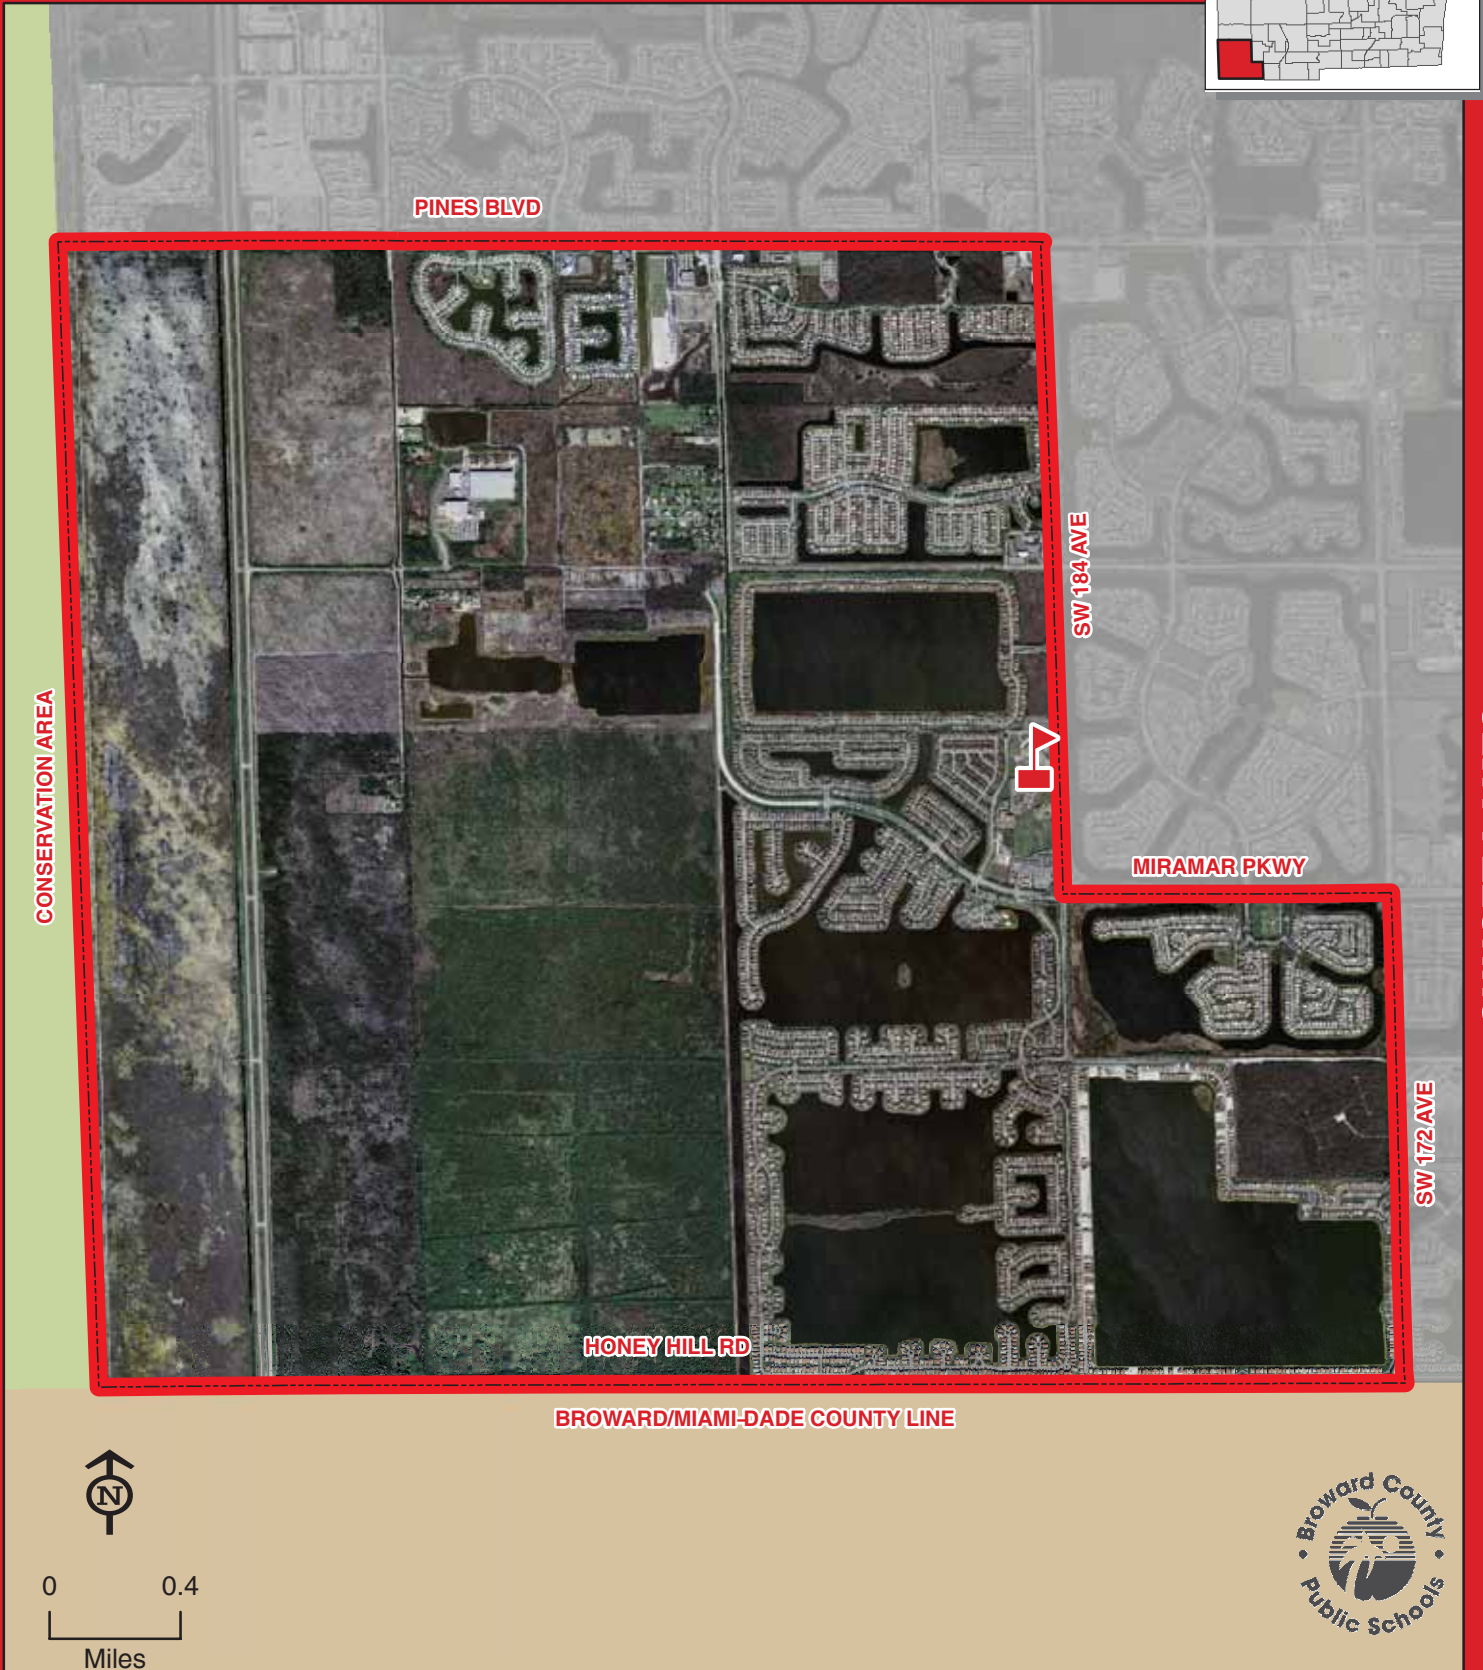 PINES BLVD
SW 184 AVE
CONSERVATION AREA
MIRAMAR PKWY
SW 172 AVE
HONEY HILL RD
BROWARD/MIAMI-DADE COUNTY LINE
N
0 0.4
Miles
Broward County
Public Schools